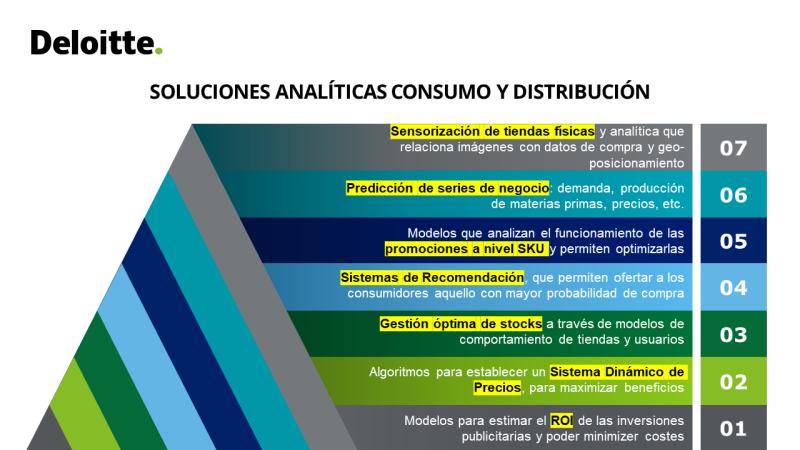 Deloitte.
SOLUCIONES ANALÍTICAS CONSUMO Y DISTRIBUCIÓN
Sensorización de tiendas físicas y analítica que
relaciona imágenes con datos de compra y geo-
posicionamiento
07
Predicción de series de negocio: demanda, producción
de materias primas, precios, etc.
06
Modelos que analizan el funcionamiento de las
promociones a nivel SKU y permiten optimizarlas
05
Sistemas de Recomendación, que permiten ofertar a los
consumidores aquello con mayor probabilidad de compra
04
Gestión óptima de stocks a través de modelos de
comportamiento de tiendas y usuarios
03
Algoritmos para establecer un Sistema Dinámico de
Precios, para maximizar beneficios
02
Modelos para estimar el ROI de las inversiones
publicitarias y poder minimizar costes
01